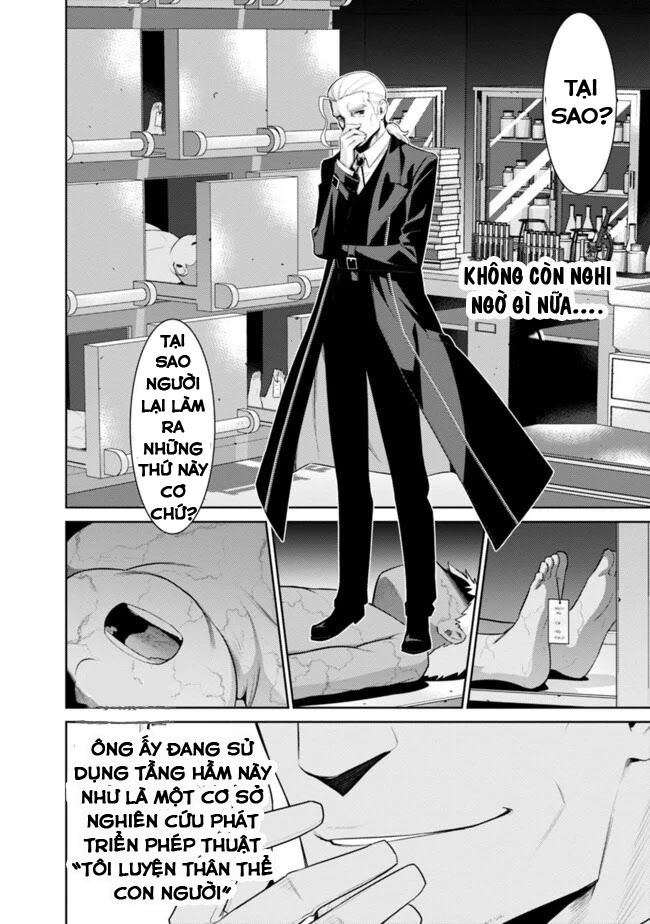 TẠI
SAO?
KHÔNG CÒN NGHI
NGỜ GÌ NỮA....
TẠI
SAO
NGƯỜI
LẠI LÀM
RA
NHỮNG
THỨ NÀY
CƠ
CHỨ?
ÔNG ẤY ĐANG SỬ
DỤNG TẦNG HẦM NÀY
NHƯ LÀ MỘT CƠ SỞ
NGHIÊN CỨU PHÁT
TRIỂN PHÉP THUẬT
"TÔI LUYỆN THÂN THỂ
CON NGƯỜI"